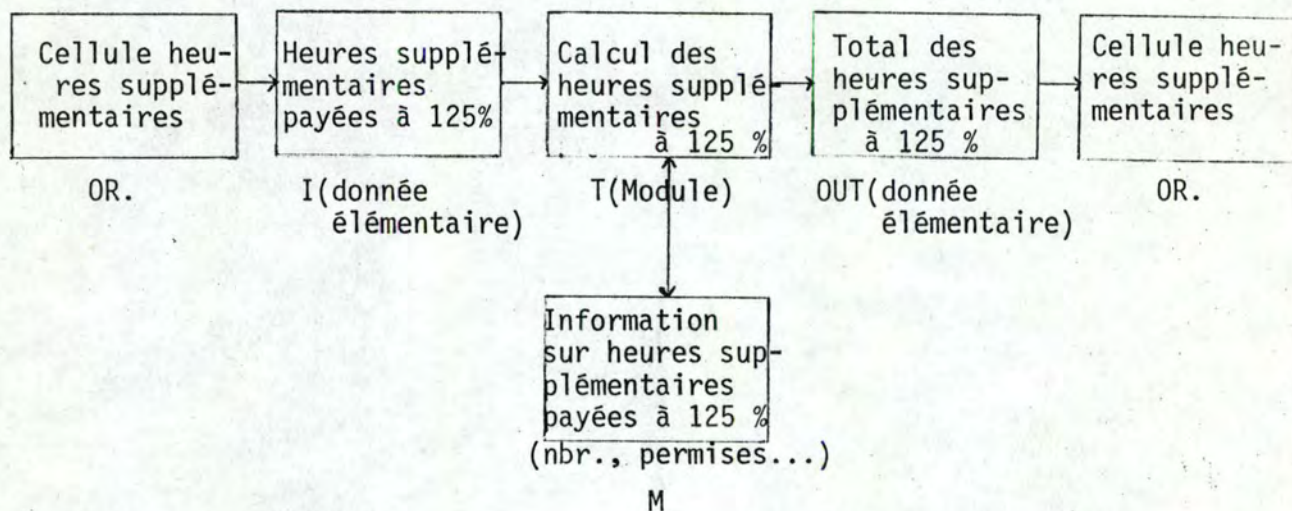 Cellule heu-
res supplé-
mentaires
OR.
Heures supplé-
mentaires
payées à 125%
I(donnée
élémentaire)
Calcul des
heures supplé-
mentaires
à 125 %
T(Module)
Total des
heures sup-
plémentaires
à 125 %
OUT(donnée
élémentaire)
Cellule heu-
res supplé-
mentaires
OR.
Information
sur heures sup-
plémentaires
payées à 125 %
(nbr., permises...)
M